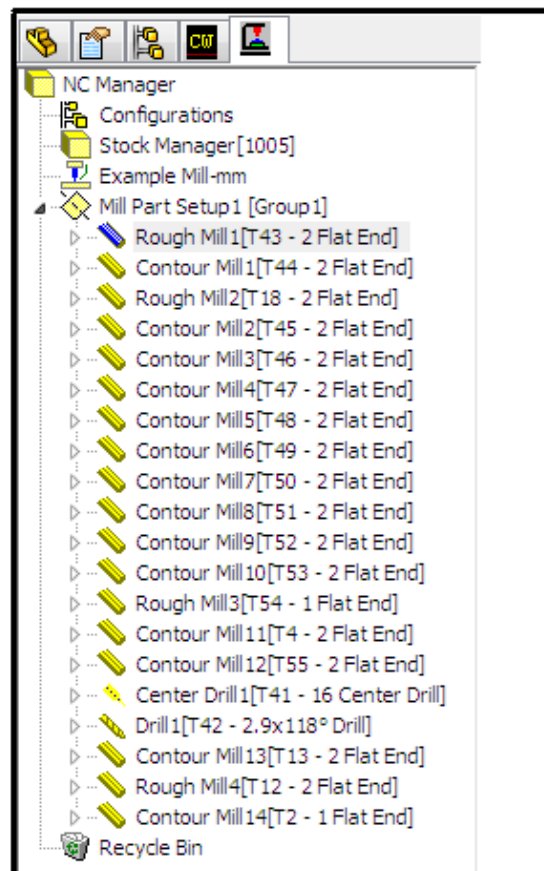 CW
NC Manager
Configurations
Stock Manager[1005]
Example Mill-mm
Mill Part Setup1 [Group1]
Rough Mill1[T43 - 2 Flat End]
Contour Mill1[T44 - 2 Flat End]
Rough Mill2[T18 - 2 Flat End]
Contour Mill2[T45 - 2 Flat End]
Contour Mill3[T46 - 2 Flat End]
Contour Mill4[T47 - 2 Flat End]
Contour Mill5[T48 - 2 Flat End]
Contour Mill6[T49 - 2 Flat End]
Contour Mill7[T50 - 2 Flat End]
Contour Mill8[T51 - 2 Flat End]
Contour Mill9[T52 - 2 Flat End]
Contour Mill10[T53 - 2 Flat End]
Rough Mill3[T54 - 1 Flat End]
Contour Mill11[T4 - 2 Flat End]
Contour Mill12[T55 - 2 Flat End]
Center Drill1[T41 - 16 Center Drill]
Drill1[T42 - 2.9x118° Drill]
Contour Mill13[T13 - 2 Flat End]
Rough Mill4[T12 - 2 Flat End]
Contour Mill14[T2 - 1 Flat End]
Recycle Bin